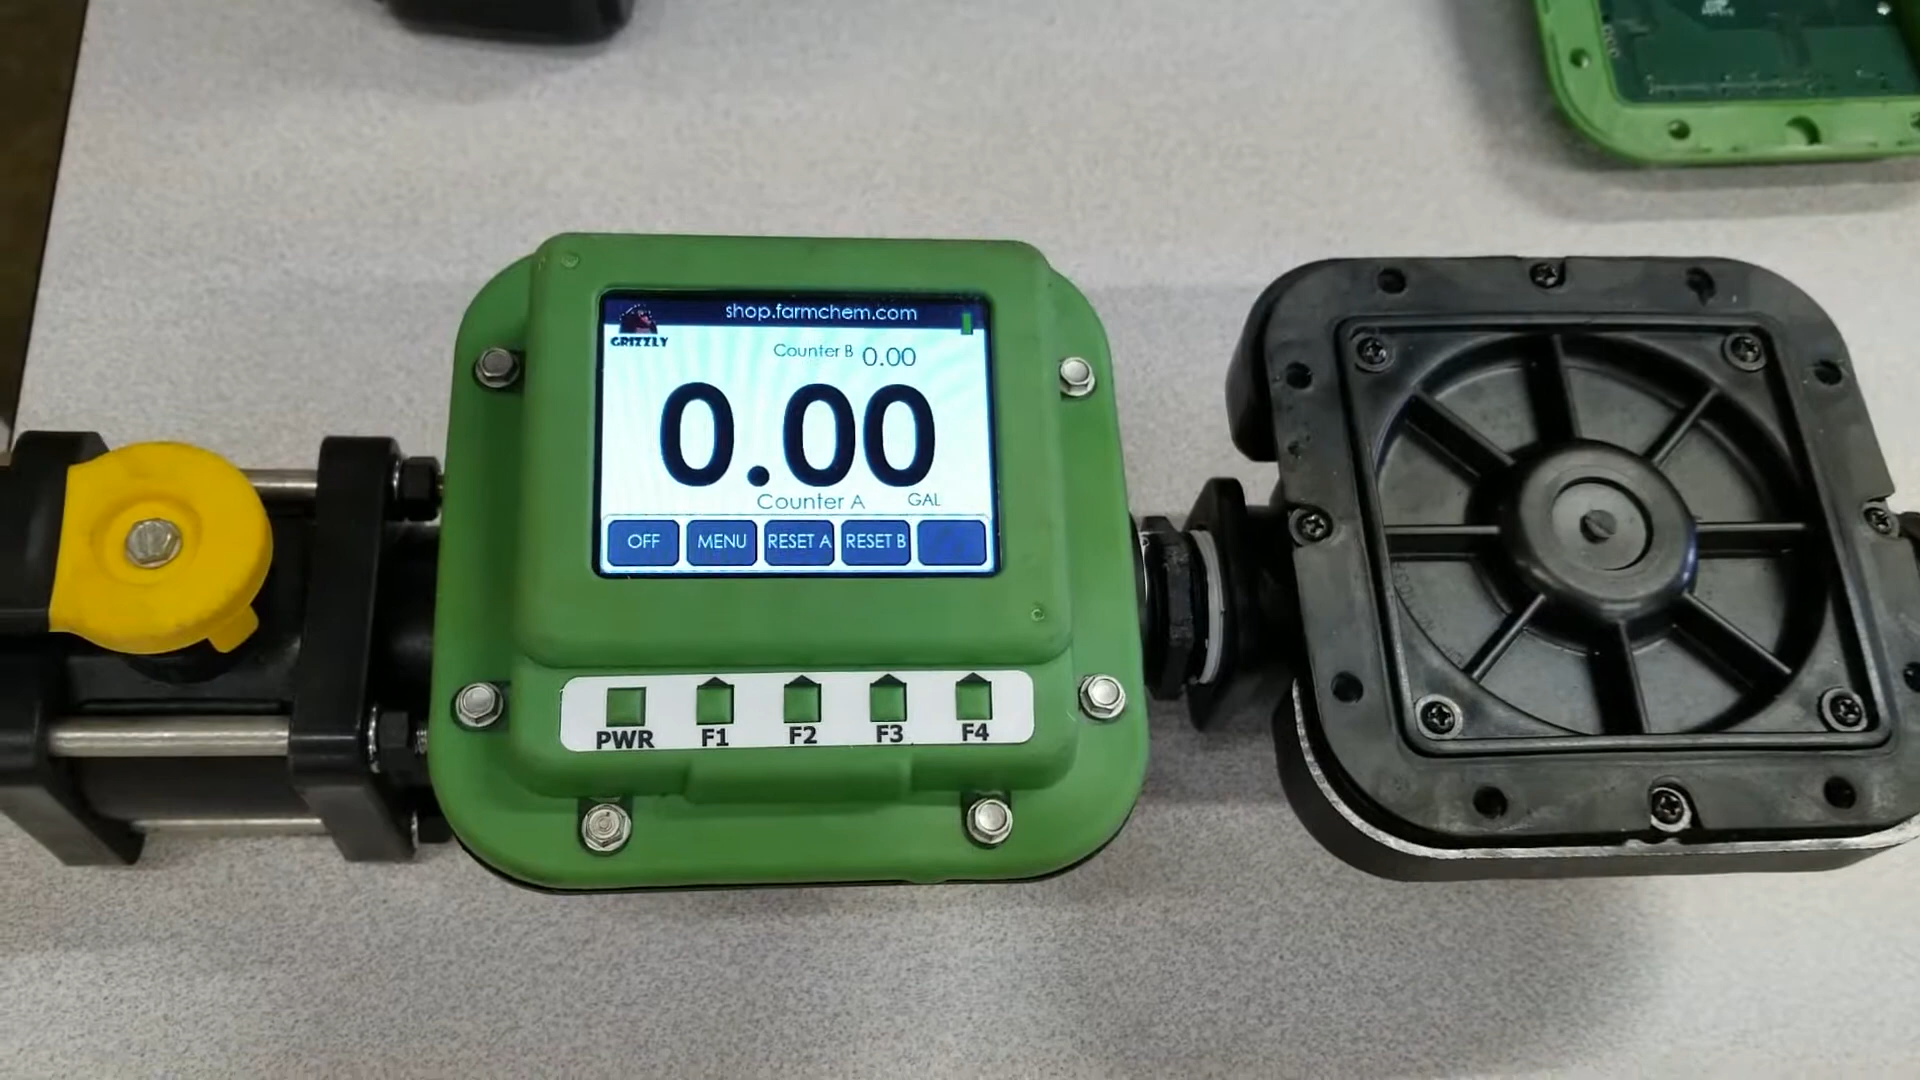 shop.farmchem.com
GRIZZLY
Counter B 0.00
0.00
Counter A GAL
OFF MENU RESET A RESET B
PWR F1 F2 F3 F4